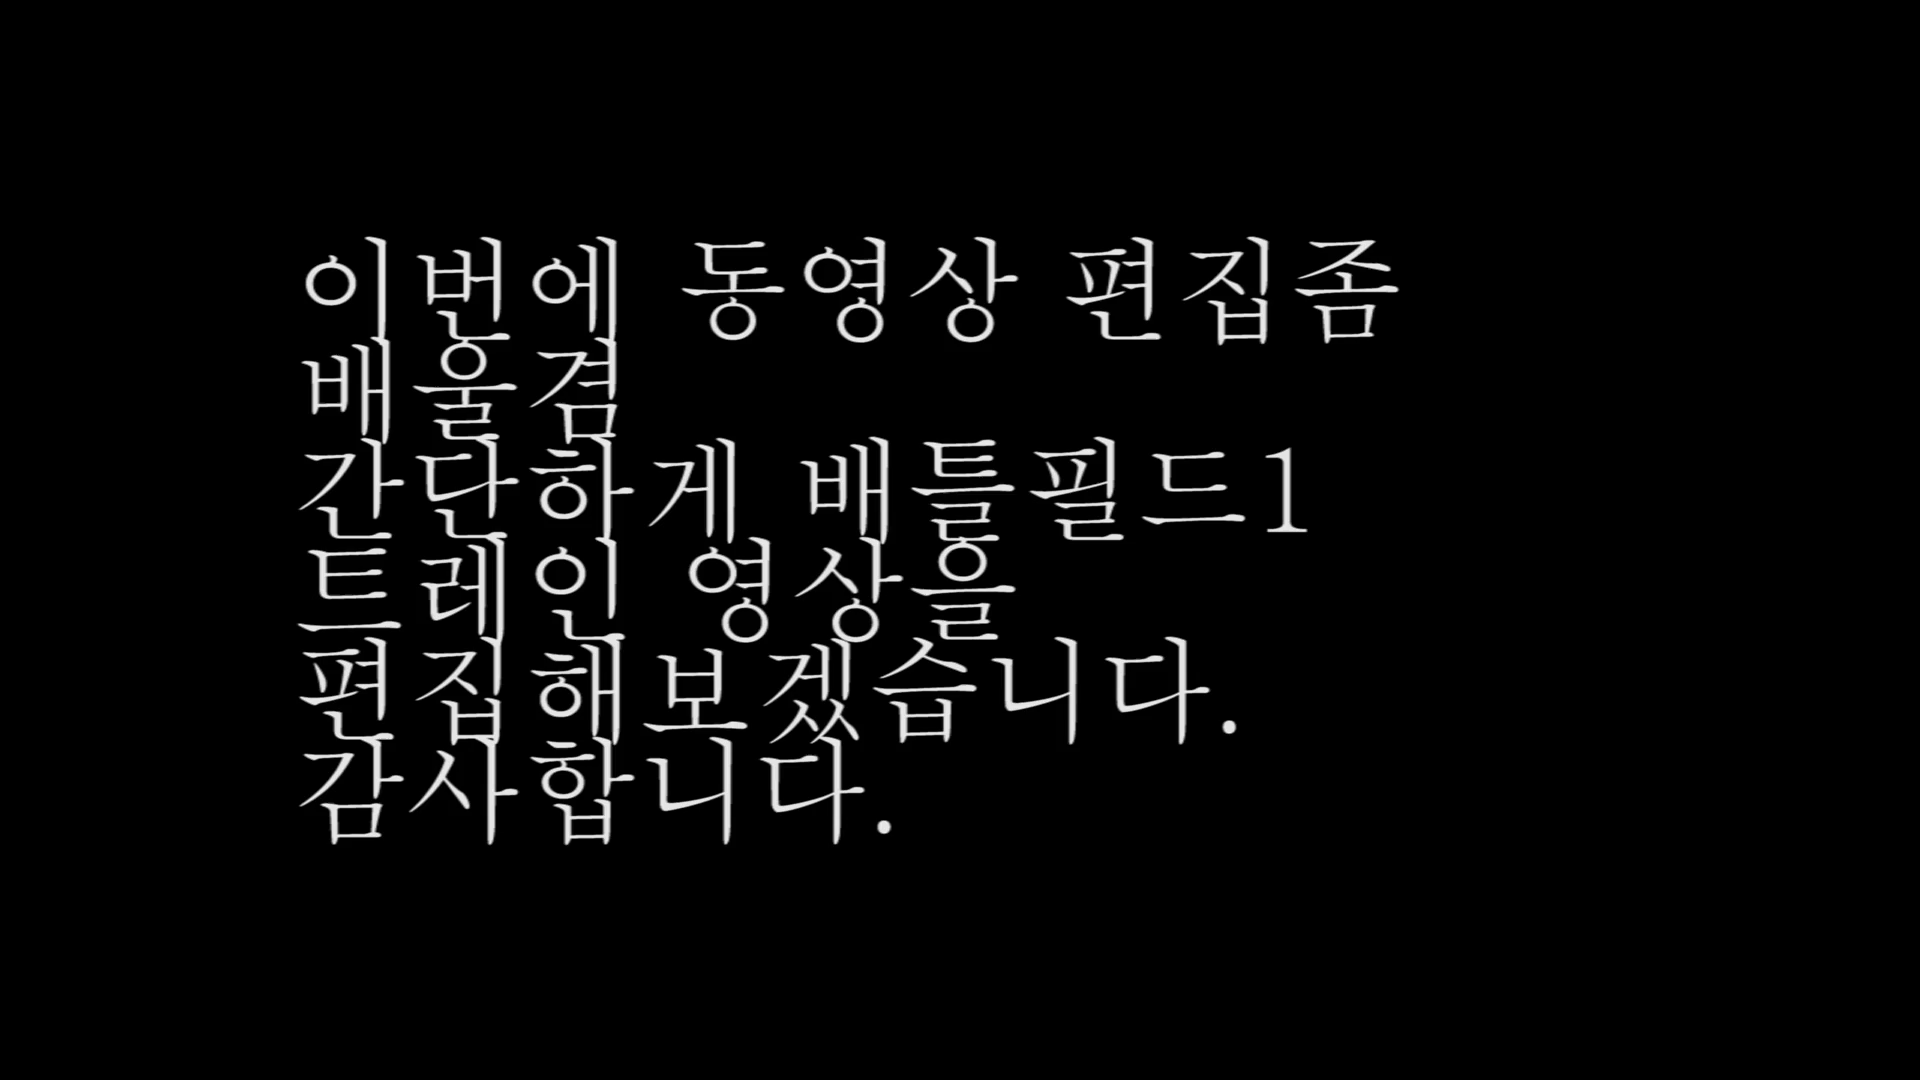 이번에 동영상 편집좀
배울겸
간단하게 배틀필드1
트레인 영상을
편집해보겠습니다.
감사합니다.